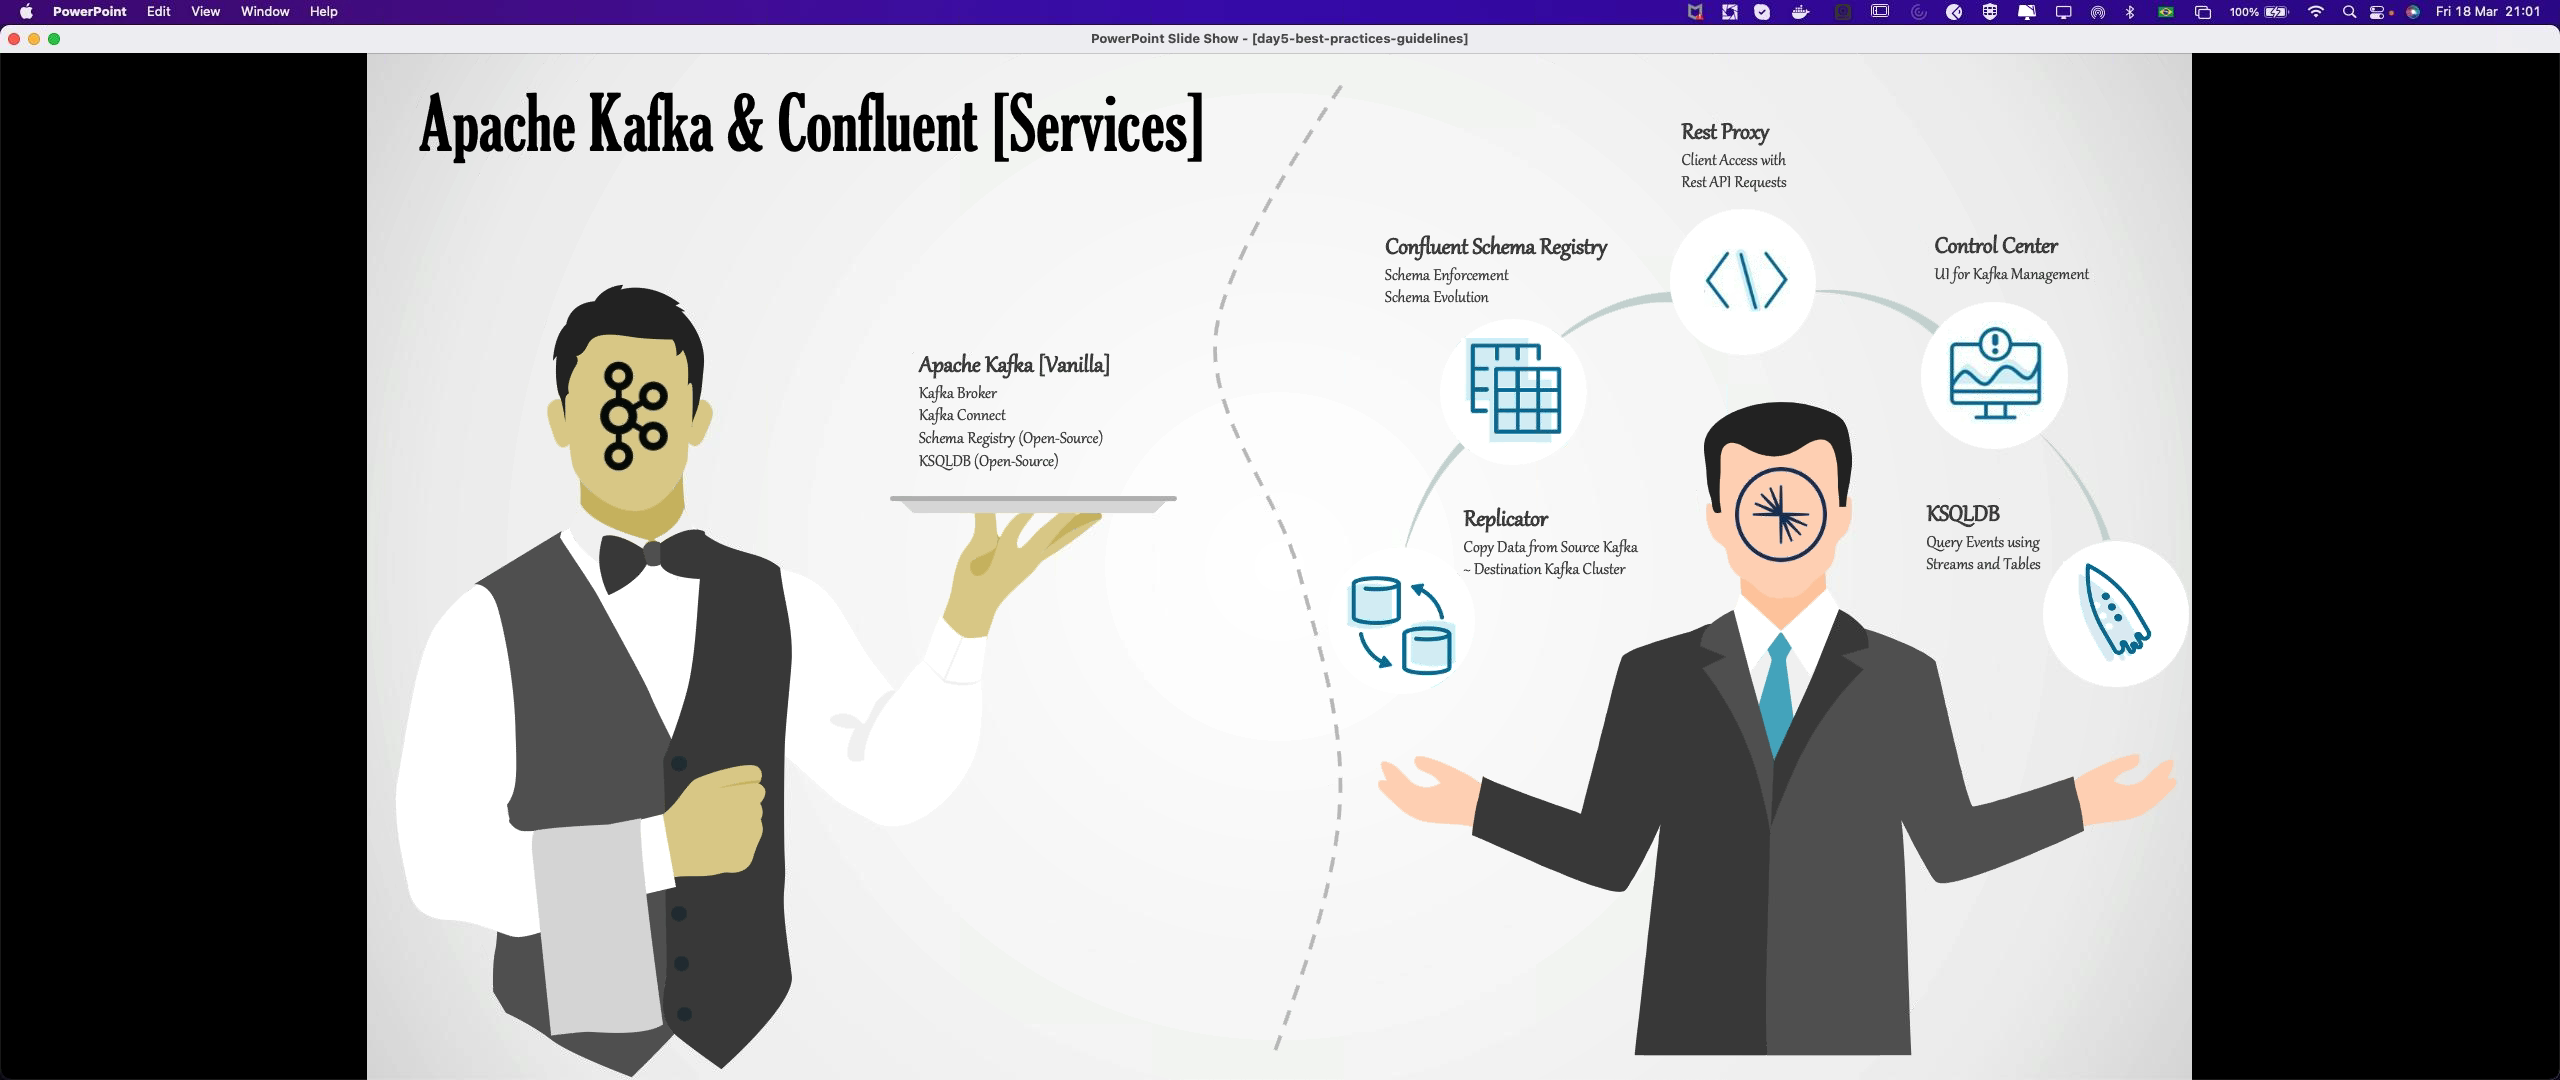 PowerPoint Edit View Window Help
100%
Fri 18 Mar 21:01
PowerPoint Slide Show - [day5-best-practices-guidelines]
Apache Kafka & Confluent [Services]
Apache Kafka [Vanilla]
Kafka Broker
Kafka Connect
Schema Registry (Open-Source)
KSQLDB (Open-Source)
Rest Proxy
Client Access with
Rest API Requests
Confluent Schema Registry
Schema Enforcement
Schema Evolution
Control Center
UI for Kafka Management
Replicator
Copy Data from Source Kafka
~ Destination Kafka Cluster
KSQLDB
Query Events using
Streams and Tables